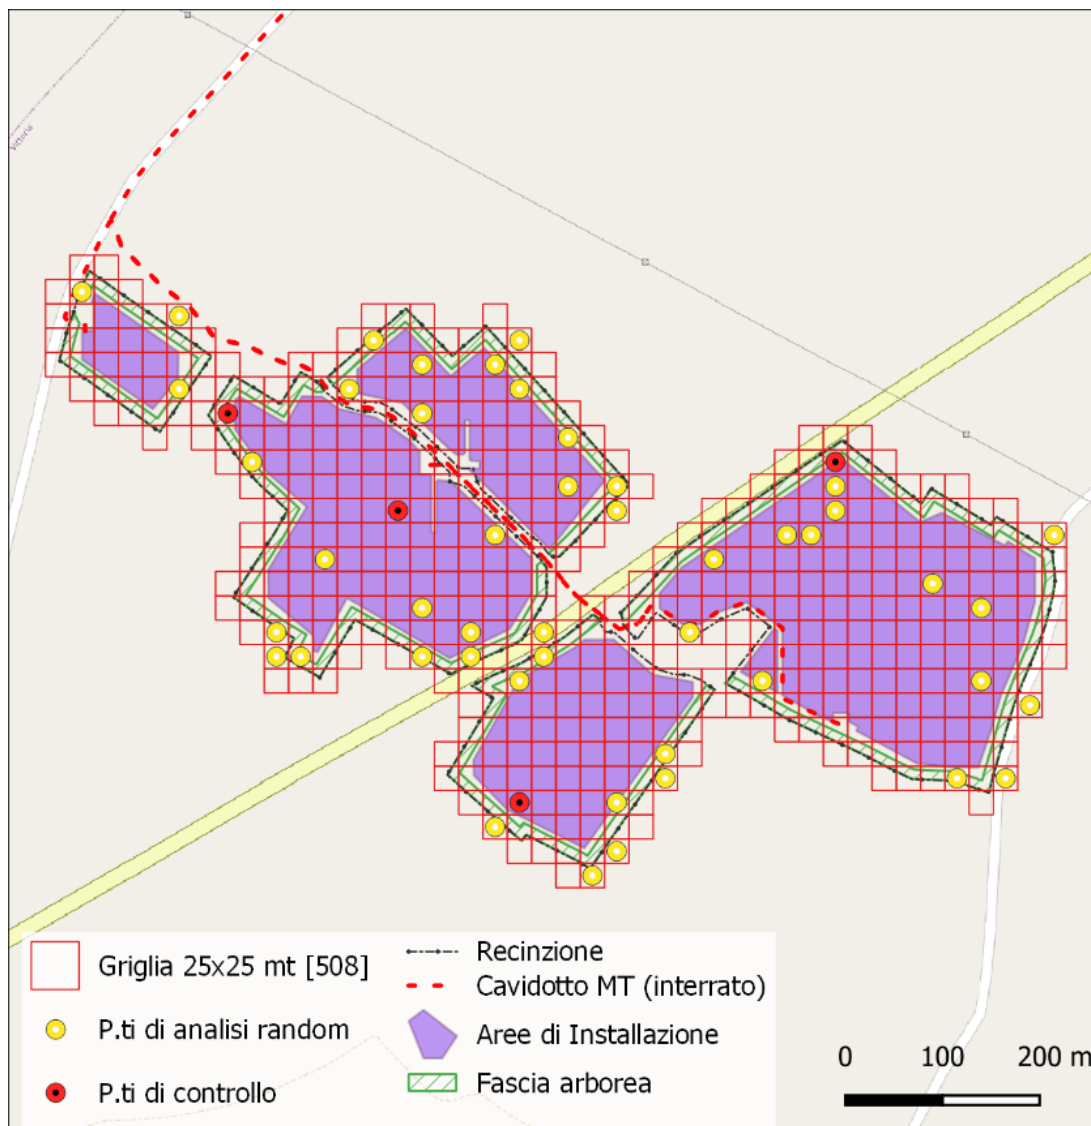 Vittoria
Griglia 25x25 mt [508]
P.ti di analisi random
P.ti di controllo
Recinzione
Cavidotto MT (interrato)
Aree di Installazione
Fascia arborea
0 100 200 m